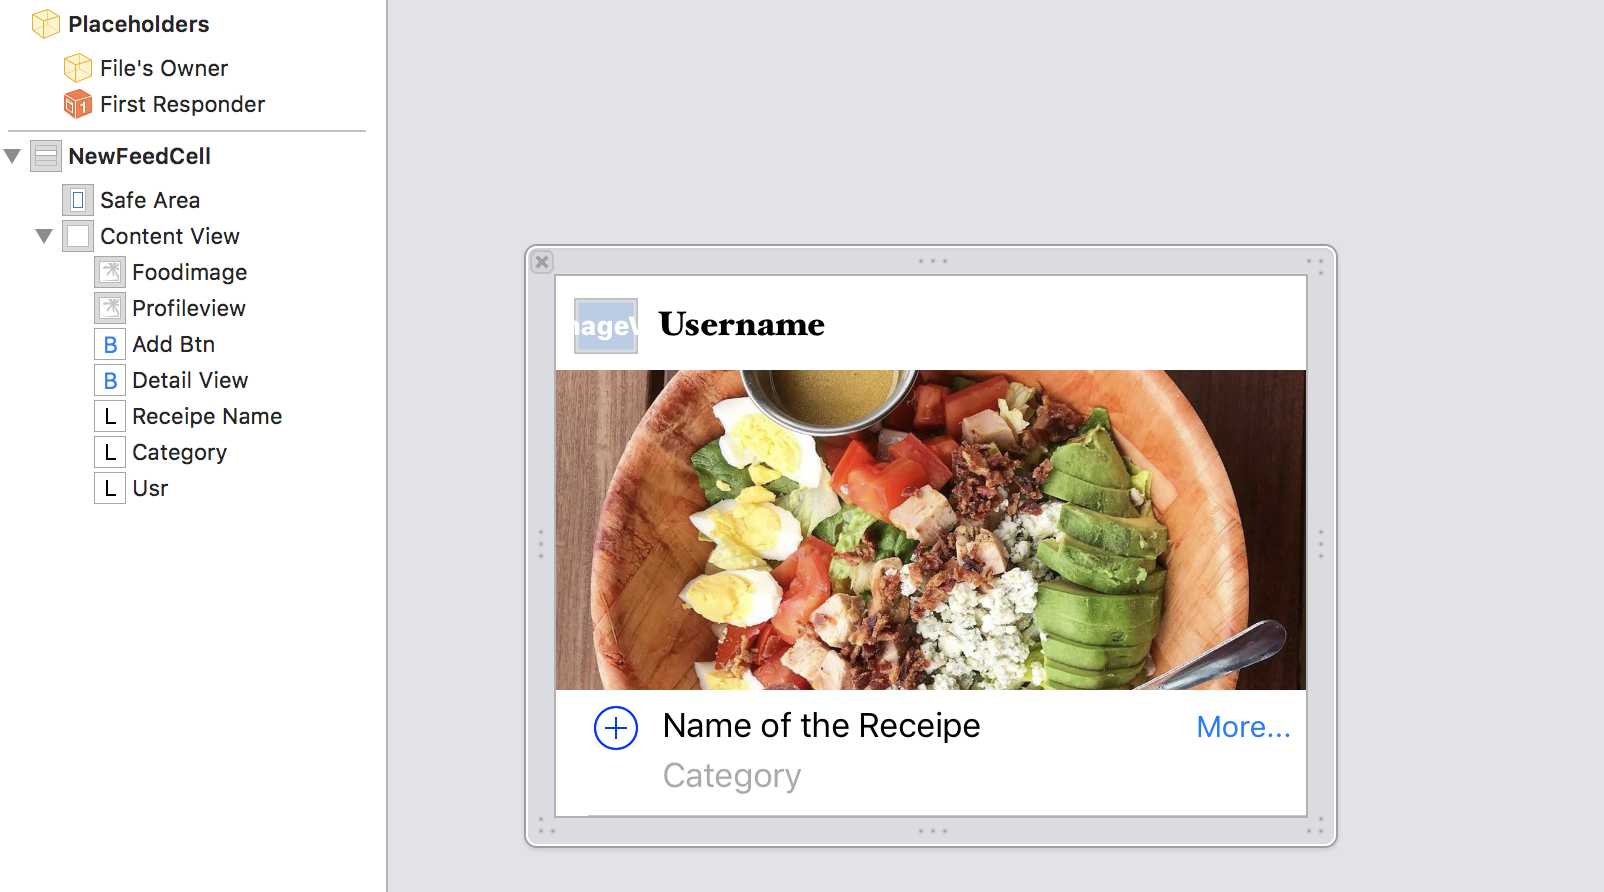 Placeholders
File's Owner
First Responder
NewFeedCell
Safe Area
Content View
Foodimage
Profileview
B Add Btn
B Detail View
L Receipe Name
L Category
L Usr
nageV
Username
Name of the Receipe
More...
Category